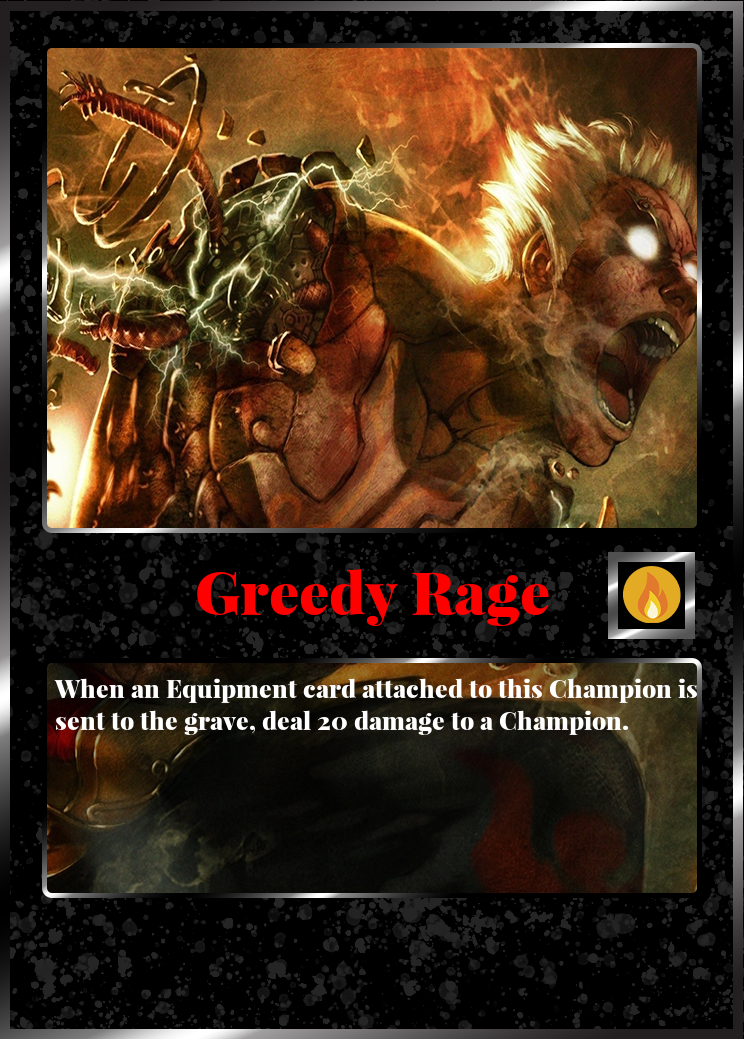 Greedy Rage
When an Equipment card attached to this Champion is
sent to the grave, deal 20 damage to a Champion.